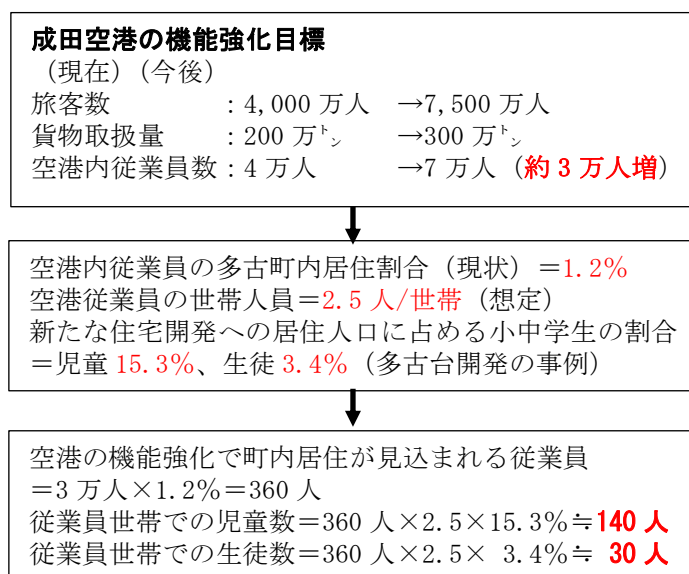 成田空港の機能強化目標
（現在）（今後）
旅客数　　　　：4,000 万人　→7,500 万人
貨物取扱量　　：200 万㌧　　→300 万㌧
空港内従業員数：4 万人　　　→7 万人（約 3 万人増）
空港内従業員の多古町内居住割合（現状）＝1.2%
空港従業員の世帯人員＝2.5 人/世帯（想定）
新たな住宅開発への居住人口に占める小中学生の割合
＝児童 15.3%、生徒 3.4%（多古台開発の事例）
空港の機能強化で町内居住が見込まれる従業員
＝3 万人×1.2%＝360 人
従業員世帯での児童数＝360 人×2.5×15.3%≒140 人
従業員世帯での生徒数＝360 人×2.5× 3.4%≒ 30 人